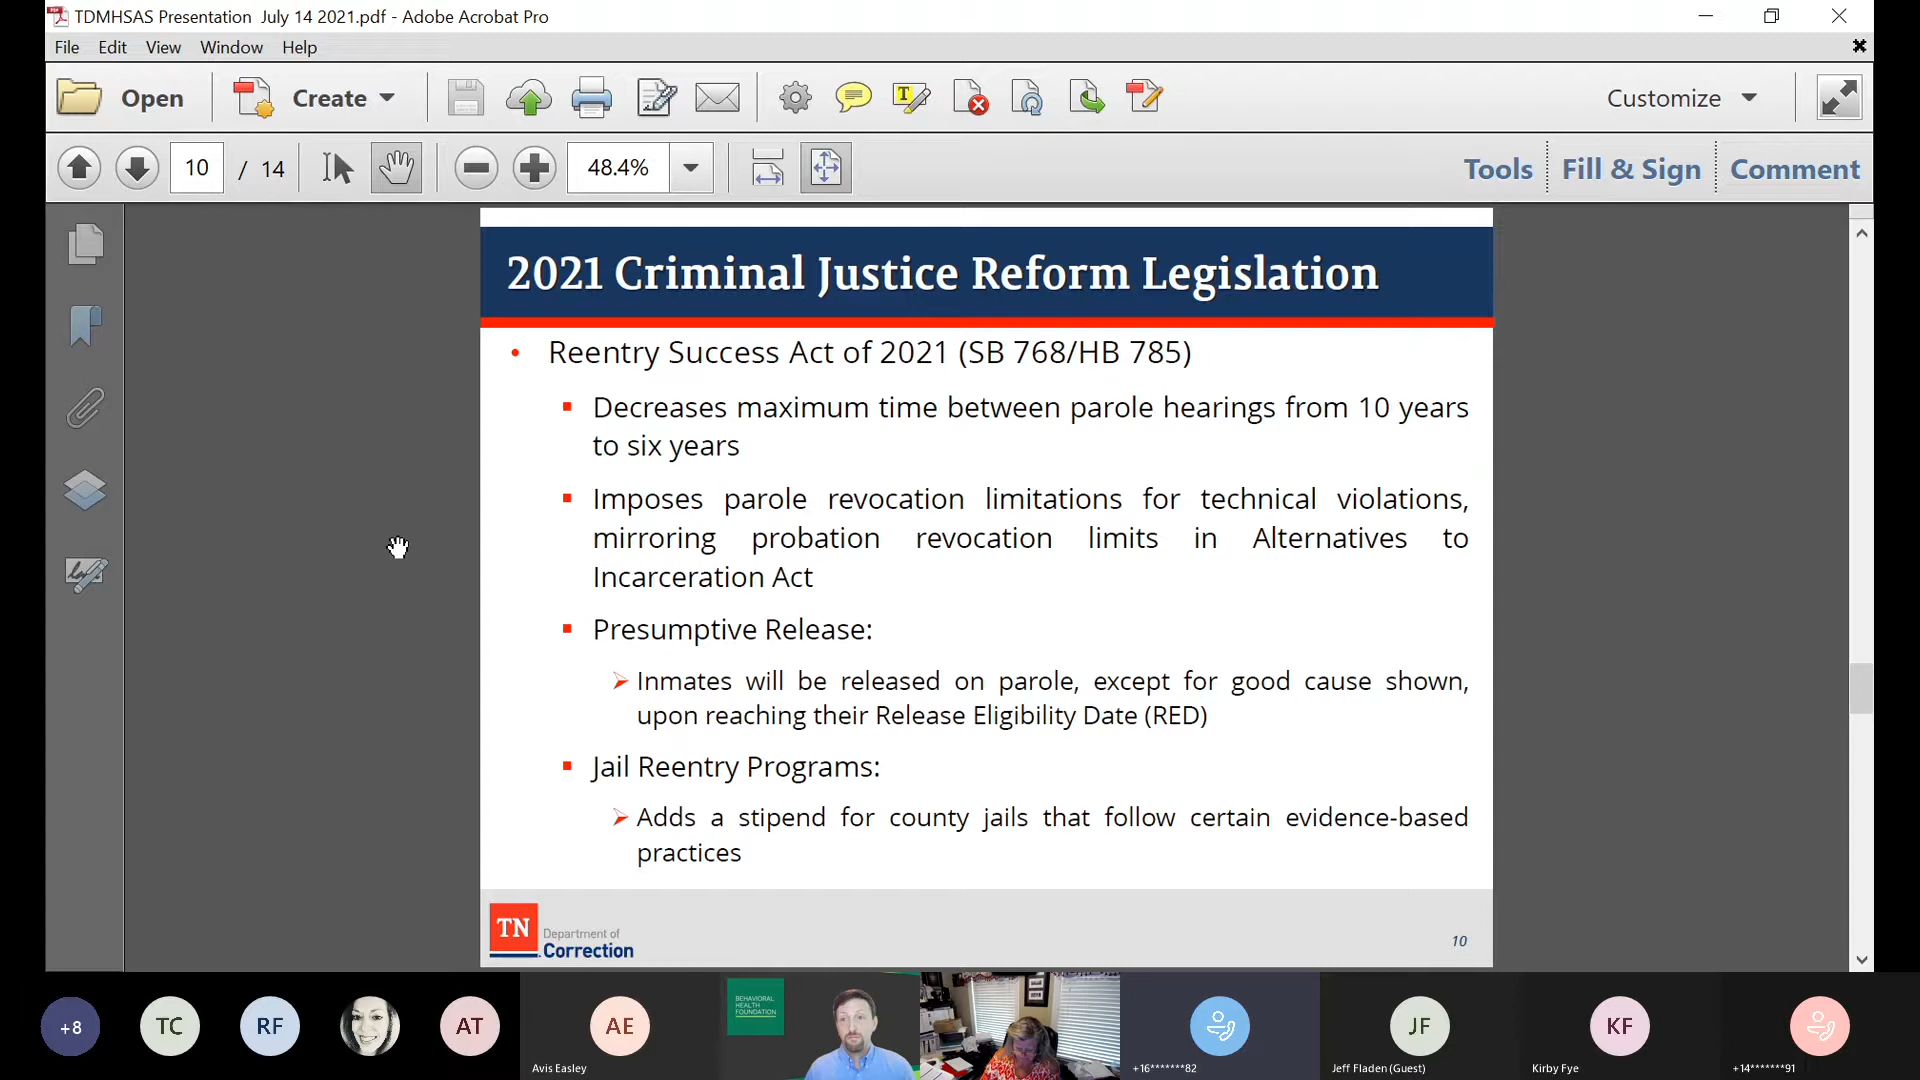 TDMHSAS Presentation  July 14 2021.pdf - Adobe Acrobat Pro
File Edit View Window Help
Open Create Customize
10 / 14 48.4% Tools Fill & Sign Comment
2021 Criminal Justice Reform Legislation
• Reentry Success Act of 2021 (SB 768/HB 785)
▪ Decreases maximum time between parole hearings from 10 years
to six years
▪ Imposes parole revocation limitations for technical violations,
mirroring probation revocation limits in Alternatives to
Incarceration Act
▪ Presumptive Release:
➢ Inmates will be released on parole, except for good cause shown,
upon reaching their Release Eligibility Date (RED)
▪ Jail Reentry Programs:
➢ Adds a stipend for county jails that follow certain evidence-based
practices
TN
Department of
Correction
10
+8 TC RF AT AE JF KF
BEHAVIORAL
HEALTH
FOUNDATION
Avis Easley
+16*******82
Jeff Fladen (Guest)
Kirby Fye
+14*******91